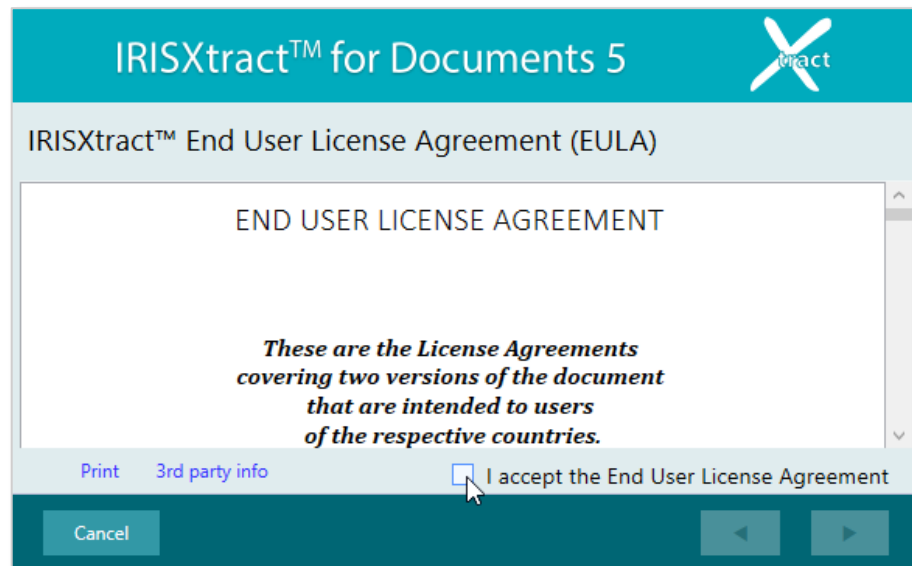 IRISXtract™ for Documents 5
Xtract
IRISXtract™ End User License Agreement (EULA)
END USER LICENSE AGREEMENT
These are the License Agreements
covering two versions of the document
that are intended to users
of the respective countries.
Print 3rd party info
I accept the End User License Agreement
Cancel